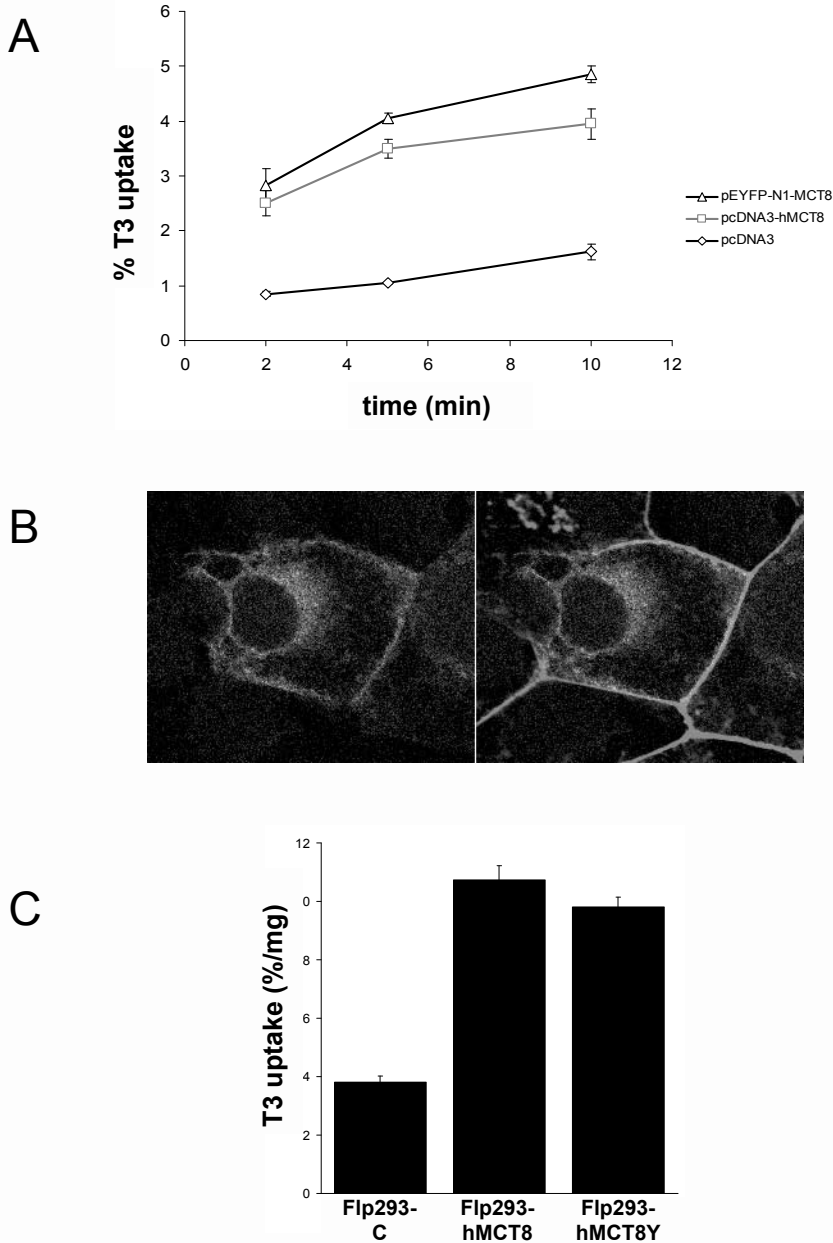 A
6
5
4
3
2
1
0
% T3 uptake
0 2 4 6 8 10 12
time (min)
pEYFP-N1-MCT8
pcDNA3-hMCT8
pcDNA3
B
C
12
0
8
6
4
2
0
T3 uptake (%/mg)
Flp293- Flp293- Flp293-
C hMCT8 hMCT8Y